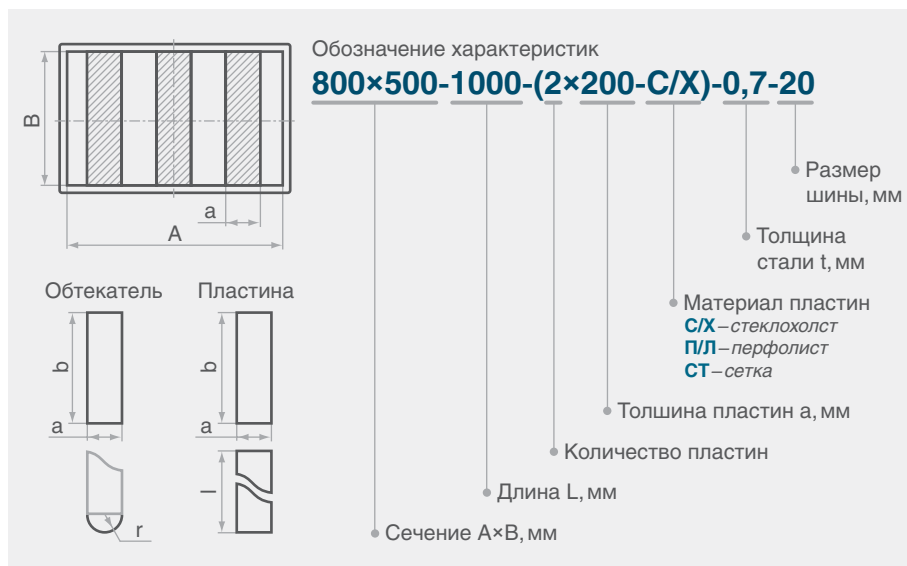 Обозначение характеристик
800×500-1000-(2×200-С/Х)-0,7-20
B
a
A
Размер
шины, мм
Толщина
стали t, мм
Материал пластин
С/Х – стеклохолст
П/Л – перфолист
СТ – сетка
Толшина пластин a, мм
Количество пластин
Длина L, мм
Сечение А×В, мм
Обтекатель
Пластина
b
b
a
a
l
r